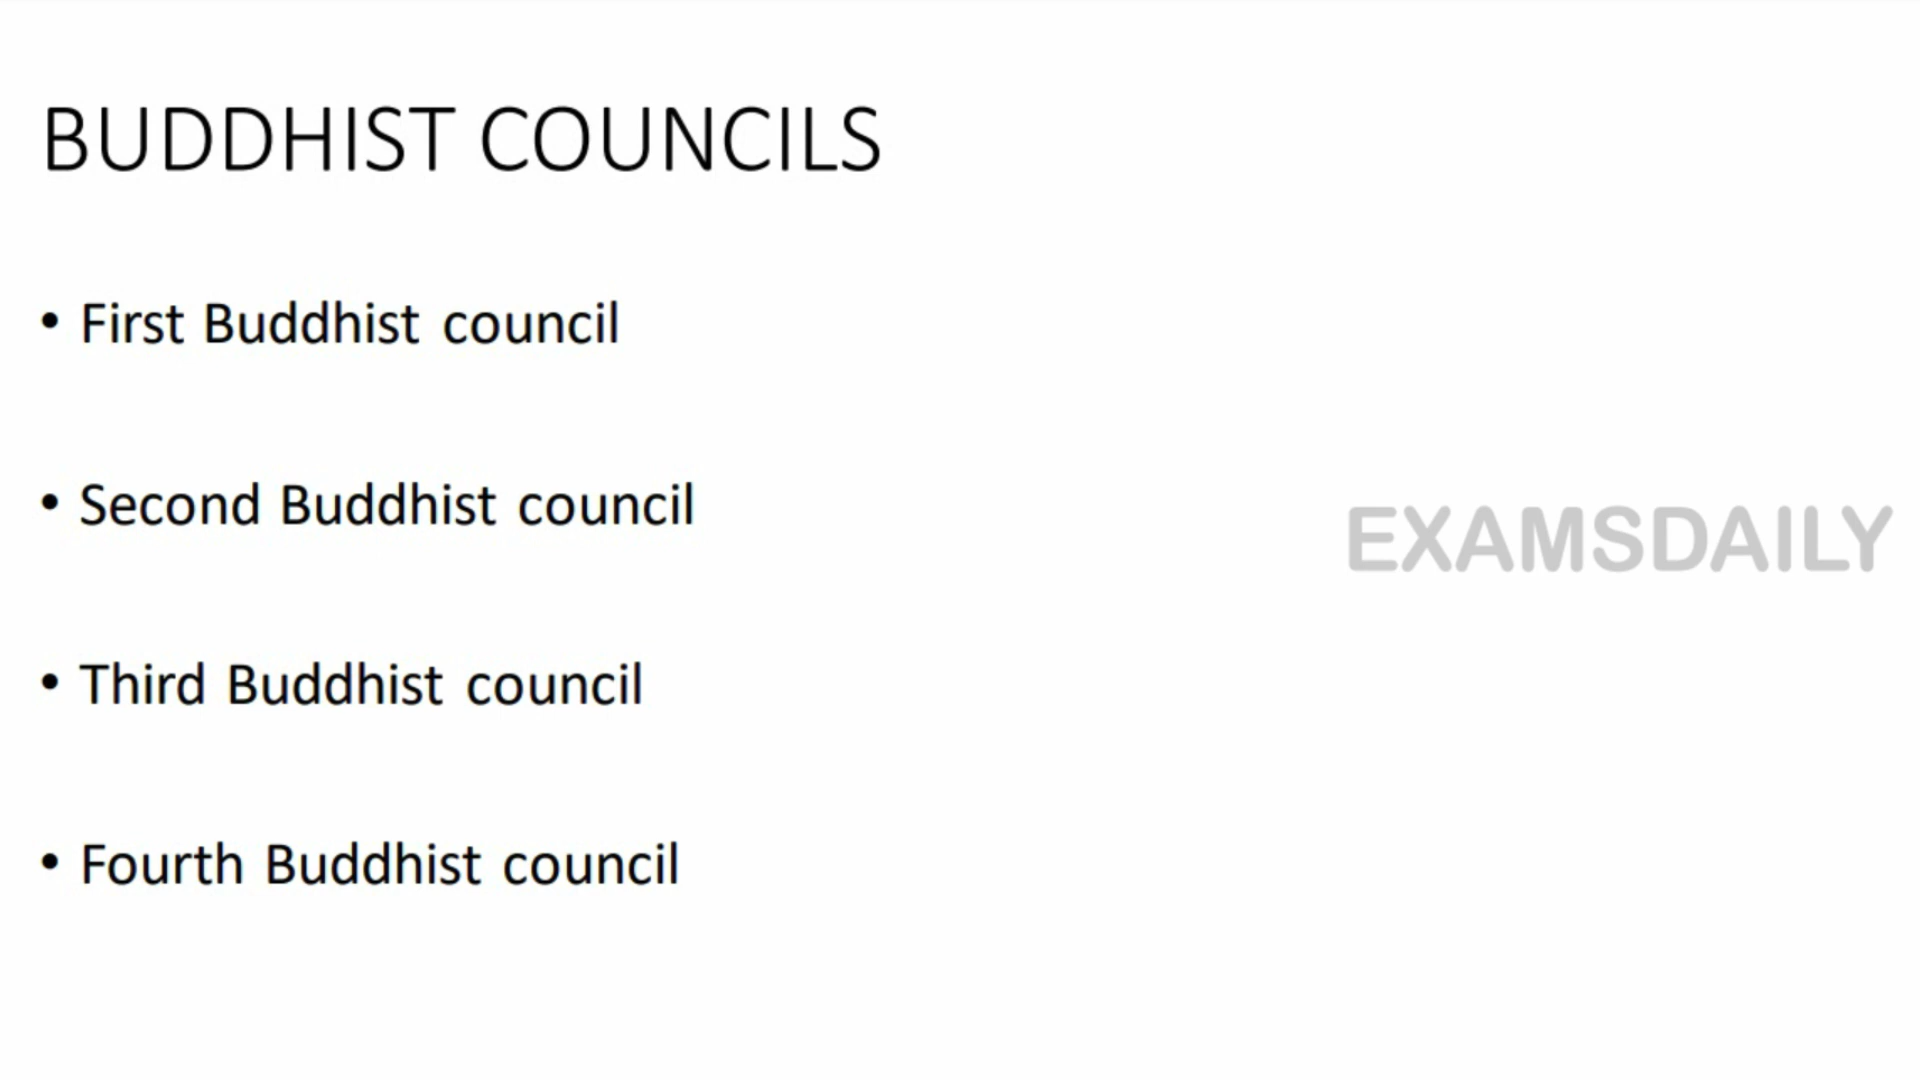 BUDDHIST COUNCILS
• First Buddhist council
• Second Buddhist council
EXAMSDAILY
• Third Buddhist council
• Fourth Buddhist council